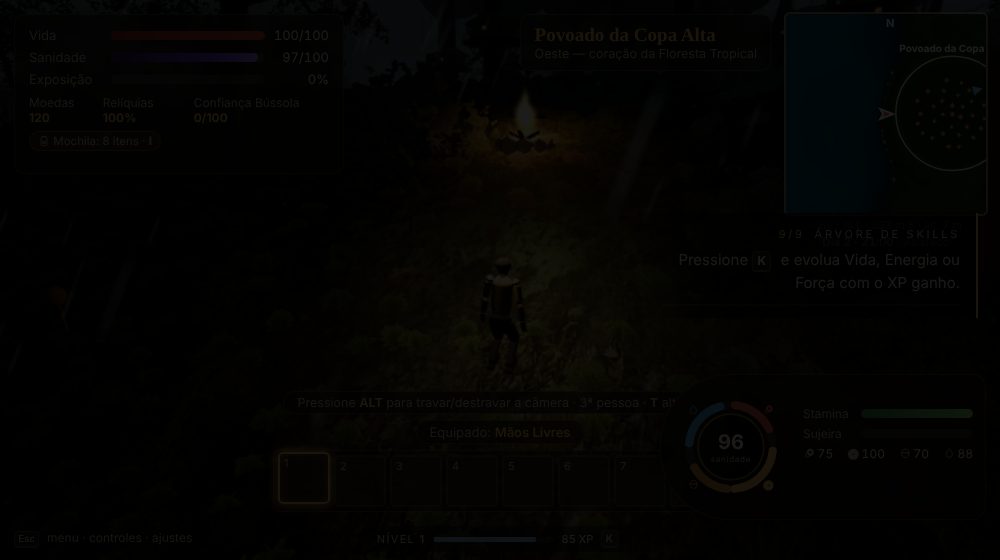 Vida 100/100
Sanidade 97/100
Exposição 0%
Moedas Relíquias Confiança Bússola
120 100% 0/100
Mochila: 8 itens · I
Povoado da Copa Alta
Oeste — coração da Floresta Tropical
N
Povoado da Copa
9/9 ÁRVORE DE SKILLS
Pressione K e evolua Vida, Energia ou
Força com o XP ganho.
Pressione ALT para travar/destravar a câmera · 3ª pessoa · T alt
Equipado: Mãos Livres
1 2 3 4 5 6 7
96
sanidade
Stamina
Sujeira
75 100 70 88
Esc menu · controles · ajustes
NÍVEL 1 85 XP K